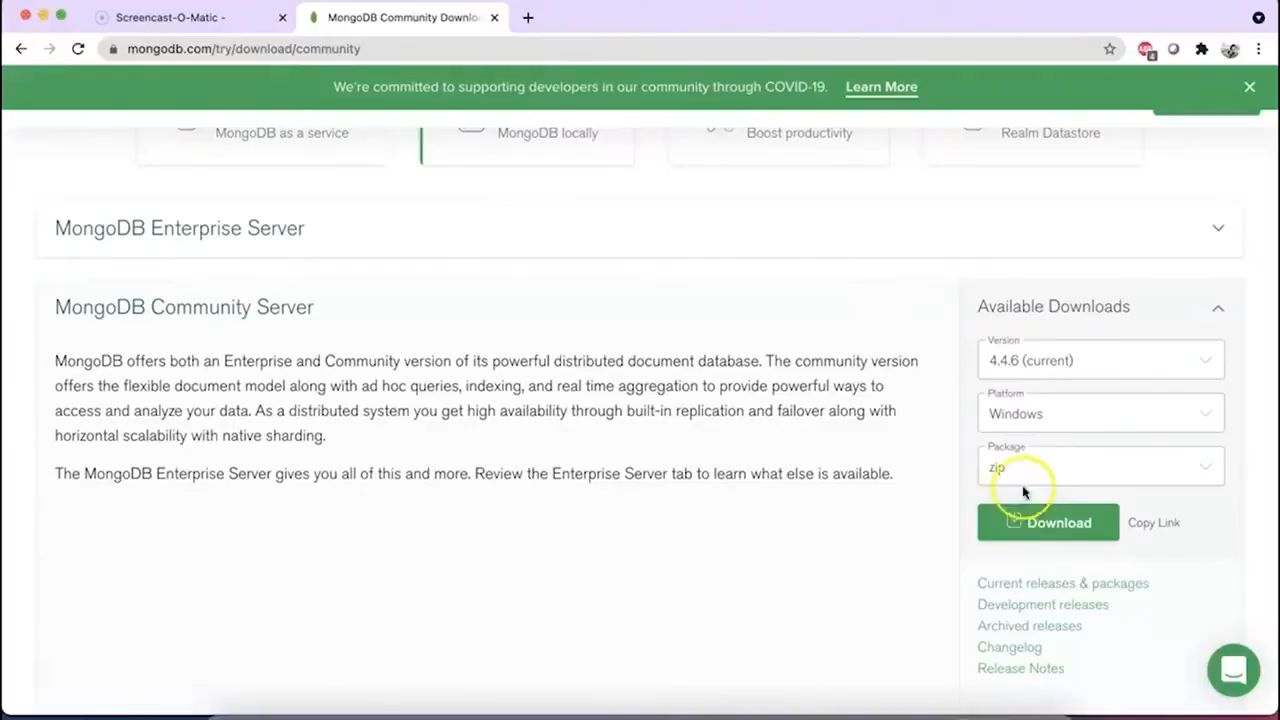 Screencast-O-Matic -
MongoDB Community Downlo
mongodb.com/try/download/community
4
We're committed to supporting developers in our community through COVID-19. Learn More
MongoDB as a service
MongoDB locally
Boost productivity
Realm Datastore
MongoDB Enterprise Server
MongoDB Community Server
MongoDB offers both an Enterprise and Community version of its powerful distributed document database. The community version
offers the flexible document model along with ad hoc queries, indexing, and real time aggregation to provide powerful ways to
access and analyze your data. As a distributed system you get high availability through built-in replication and failover along with
horizontal scalability with native sharding.
The MongoDB Enterprise Server gives you all of this and more. Review the Enterprise Server tab to learn what else is available.
Available Downloads
Version
4.4.6 (current)
Platform
Windows
Package
zip
Download
Copy Link
Current releases & packages
Development releases
Archived releases
Changelog
Release Notes